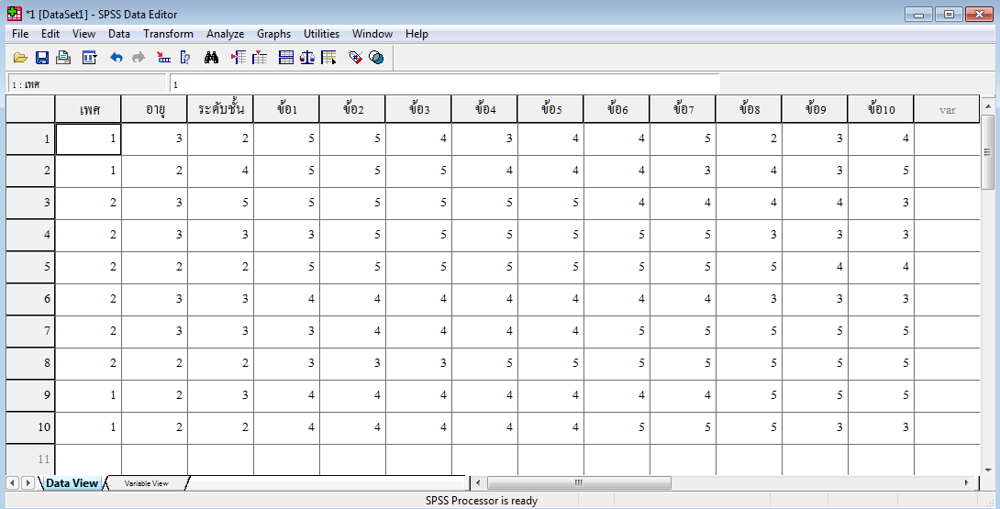 *1 [DataSet1] - SPSS Data Editor
File Edit View Data Transform Analyze Graphs Utilities Window Help
1 : เพศ 1
เพศ อายุ ระดับชั้น ข้อ1 ข้อ2 ข้อ3 ข้อ4 ข้อ5 ข้อ6 ข้อ7 ข้อ8 ข้อ9 ข้อ10 var
1 1 3 2 5 5 4 3 4 4 5 2 3 4
2 1 2 4 5 5 5 4 4 4 3 4 3 5
3 2 3 5 5 5 5 5 5 4 4 4 4 3
4 2 3 3 3 5 5 5 5 5 5 3 3 3
5 2 2 2 5 5 5 5 5 5 5 5 4 4
6 2 3 3 4 4 4 4 4 4 4 3 3 3
7 2 3 3 3 4 4 4 4 5 5 5 5 5
8 2 2 2 3 3 3 5 5 5 5 5 5 5
9 1 2 3 4 4 4 4 4 4 4 5 5 5
10 1 2 2 4 4 4 4 4 5 5 5 3 3
11
Data View Variable View
SPSS Processor is ready